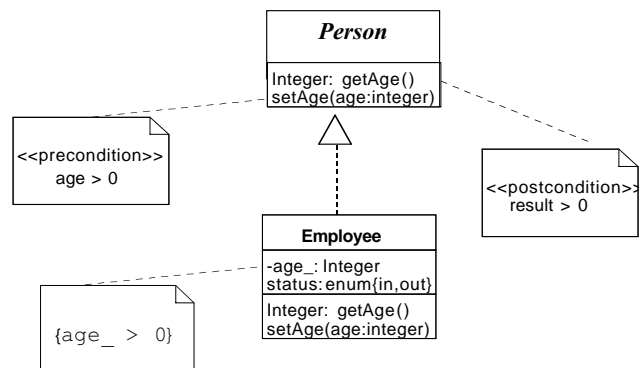 Person
Integer: getAge()
setAge(age:integer)
<<precondition>>
age > 0
<<postcondition>>
result > 0
Employee
-age_: Integer
status:enum{in,out}
Integer: getAge()
setAge(age:integer)
{age_ > 0}